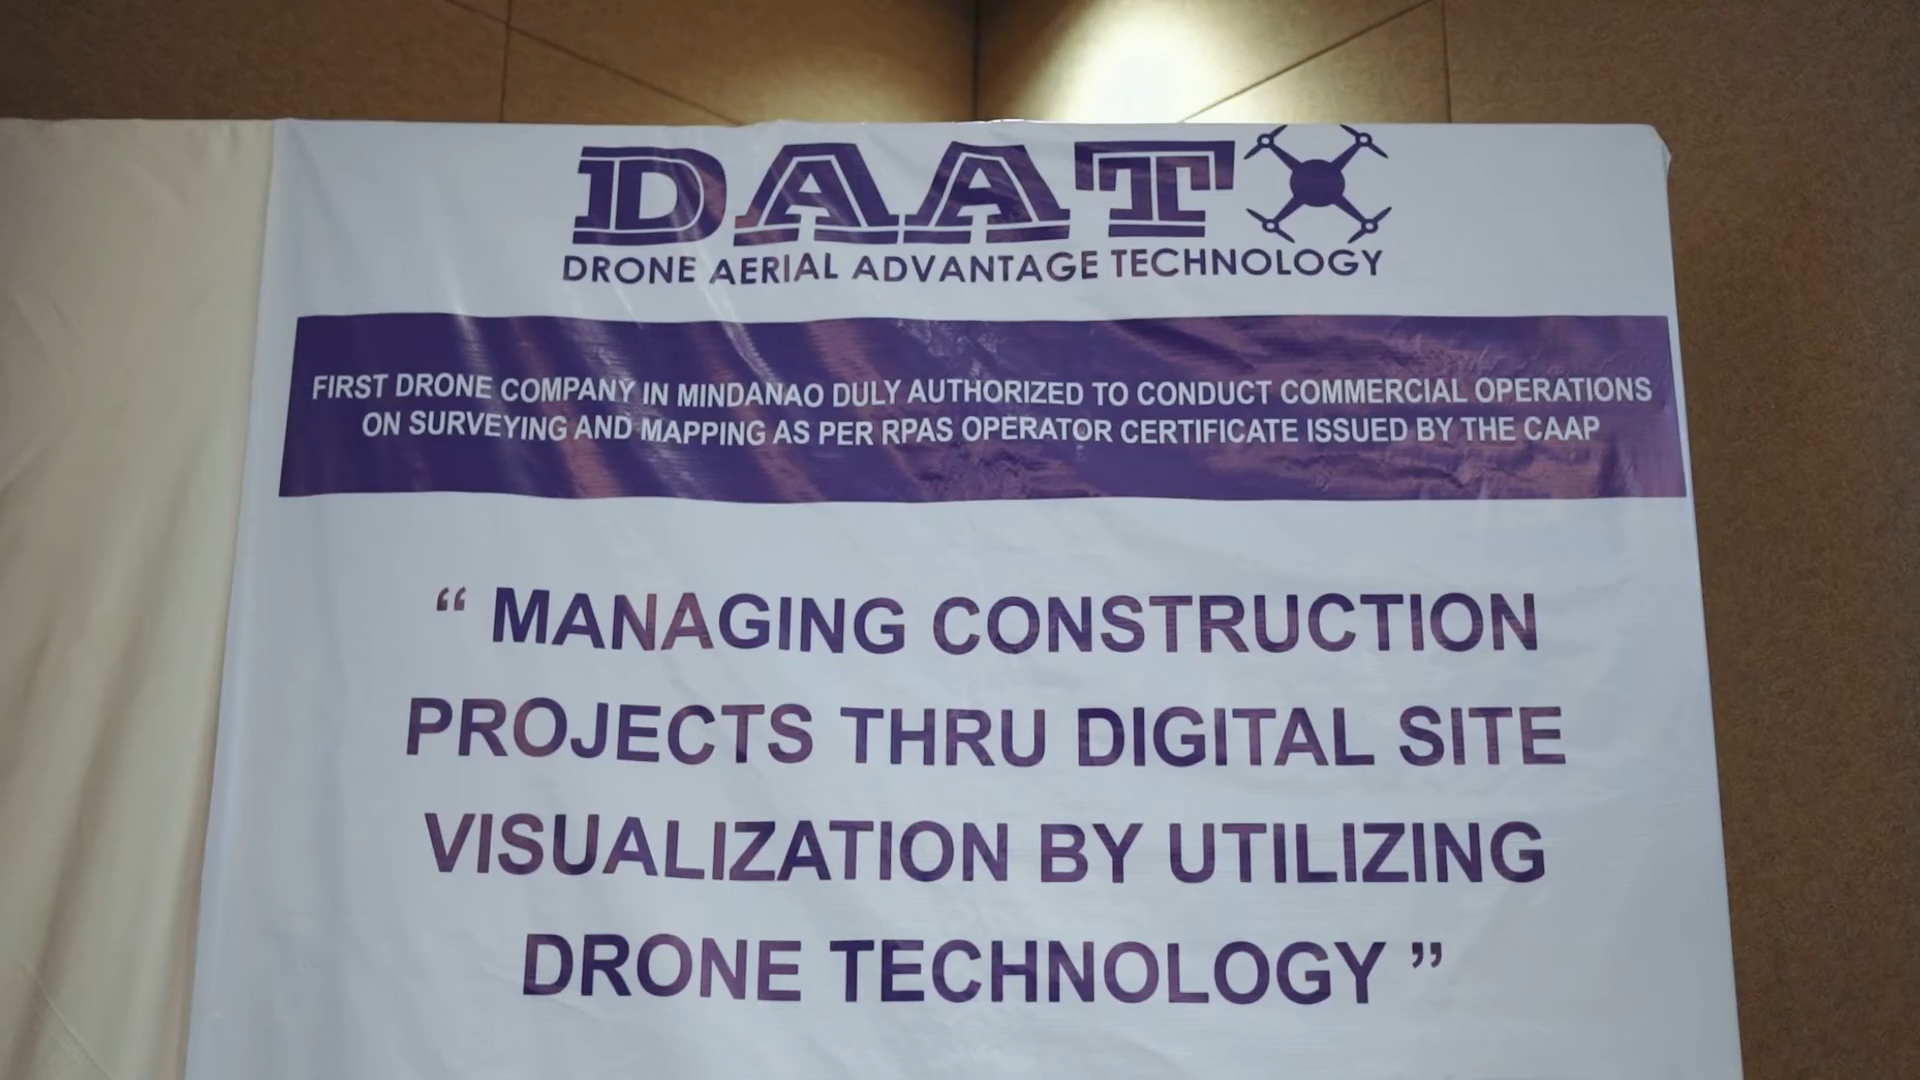 DAAT
DRONE AERIAL ADVANTAGE TECHNOLOGY
FIRST DRONE COMPANY IN MINDANAO DULY AUTHORIZED TO CONDUCT COMMERCIAL OPERATIONS
ON SURVEYING AND MAPPING AS PER RPAS OPERATOR CERTIFICATE ISSUED BY THE CAAP
“ MANAGING CONSTRUCTION
PROJECTS THRU DIGITAL SITE
VISUALIZATION BY UTILIZING
DRONE TECHNOLOGY ”